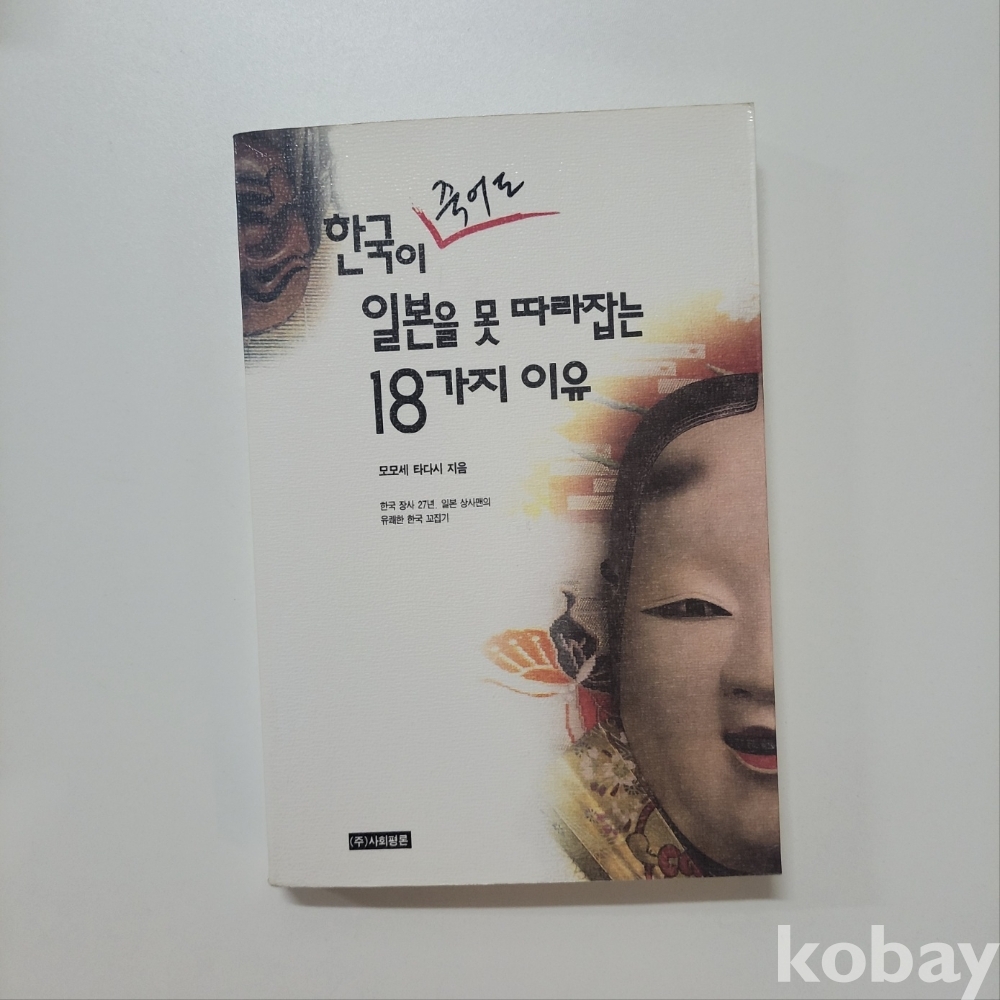 죽어도
한국이
일본을 못 따라잡는
18가지 이유
모모세 타다시 지음
한국 장사 27년, 일본 상사맨의
유쾌한 한국 꼬집기
(주)사회평론
kobay